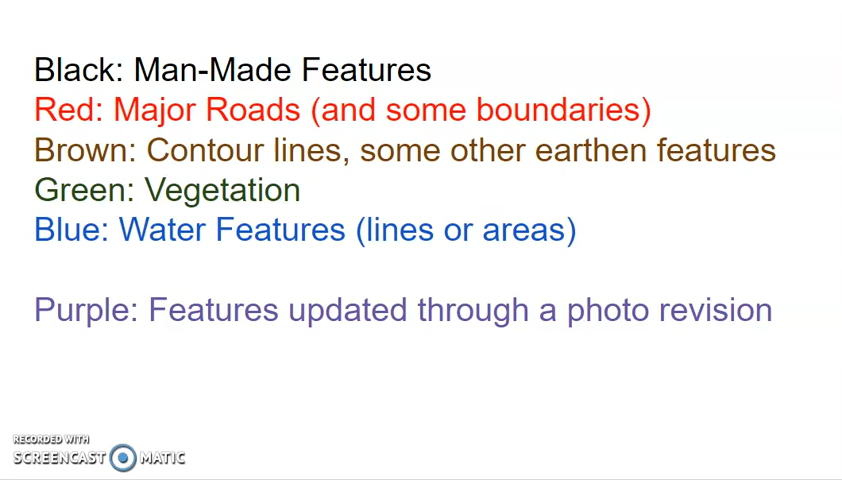 Black: Man-Made Features
Red: Major Roads (and some boundaries)
Brown: Contour lines, some other earthen features
Green: Vegetation
Blue: Water Features (lines or areas)
Purple: Features updated through a photo revision
RECORDED WITH
SCREENCAST MATIC